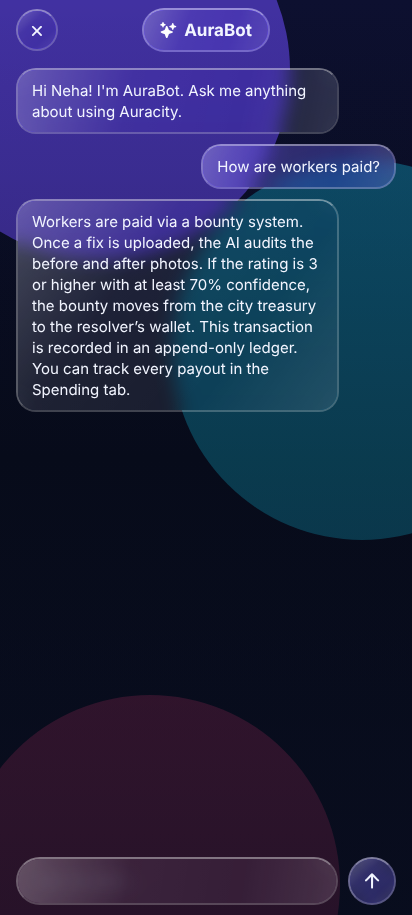 AuraBot
Hi Neha! I'm AuraBot. Ask me anything
about using Auracity.
How are workers paid?
Workers are paid via a bounty system.
Once a fix is uploaded, the AI audits the
before and after photos. If the rating is 3
or higher with at least 70% confidence,
the bounty moves from the city treasury
to the resolver’s wallet. This transaction
is recorded in an append-only ledger.
You can track every payout in the
Spending tab.